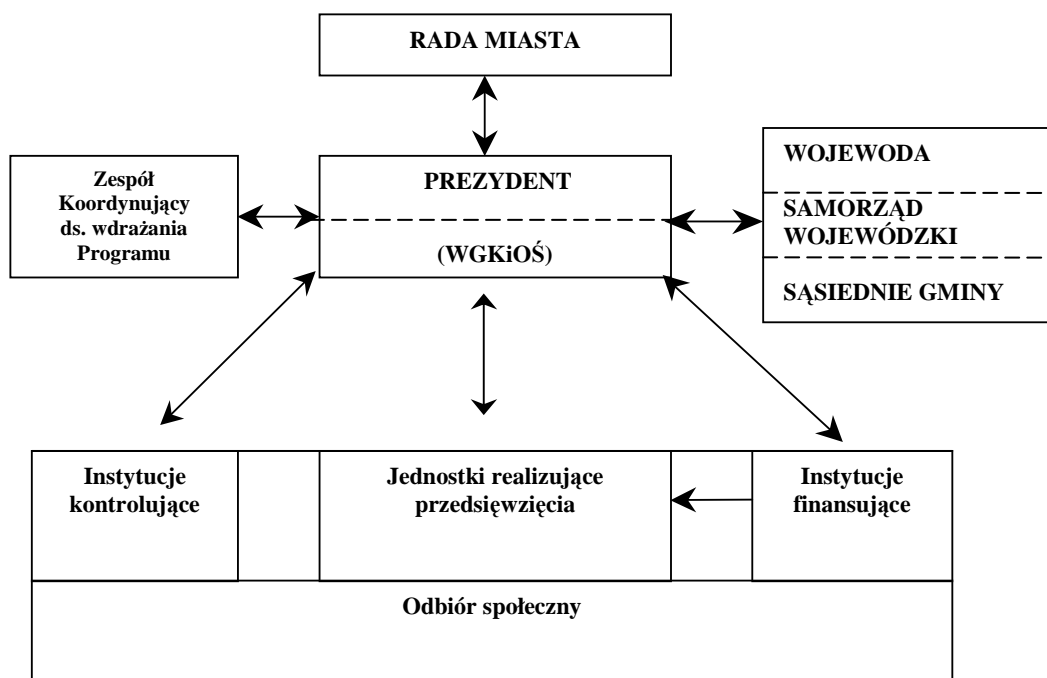 RADA MIASTA
Zespół
Koordynujący
ds. wdrażania
Programu
PREZYDENT
(WGKiOŚ)
WOJEWODA
SAMORZĄD
WOJEWÓDZKI
SĄSIEDNIE GMINY
Instytucje
kontrolujące
Jednostki realizujące
przedsięwzięcia
Instytucje
finansujące
Odbiór społeczny